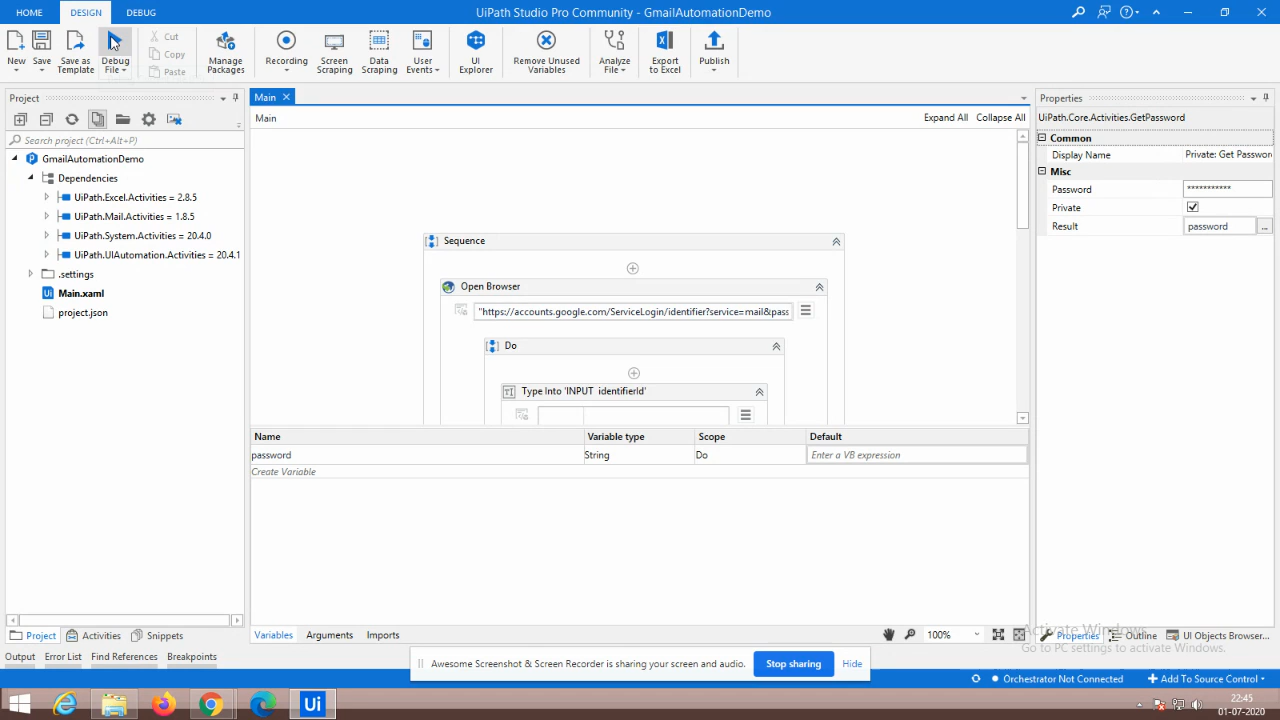 HOME DESIGN DEBUG UiPath Studio Pro Community - GmailAutomationDemo
New Save Save as Template Debug File Cut Copy Paste Manage Packages Recording Screen Scraping Data Scraping User Events UI Explorer Remove Unused Variables Analyze File Export to Excel Publish
Project
Search project (Ctrl+Alt+P)
GmailAutomationDemo
Dependencies
UiPath.Excel.Activities = 2.8.5
UiPath.Mail.Activities = 1.8.5
UiPath.System.Activities = 20.4.0
UiPath.UIAutomation.Activities = 20.4.1
.settings
Ui Main.xaml
project.json
Project Activities Snippets
Main
Main Expand All Collapse All
Sequence
Open Browser
"https://accounts.google.com/ServiceLogin/identifier?service=mail&pass
Do
Type Into 'INPUT identifierId'
Name Variable type Scope Default
password String Do Enter a VB expression
Create Variable
Variables Arguments Imports 100%
Properties
UiPath.Core.Activities.GetPassword
Common
Display Name Private: Get Passwor
Misc
Password ***********
Private
Result password ...
Activate Windows
Go to PC settings to activate Windows.
Properties Outline UI Objects Browser...
Output Error List Find References Breakpoints
Awesome Screenshot & Screen Recorder is sharing your screen and audio. Stop sharing Hide
Orchestrator Not Connected Add To Source Control
Ui
22:45
01-07-2020